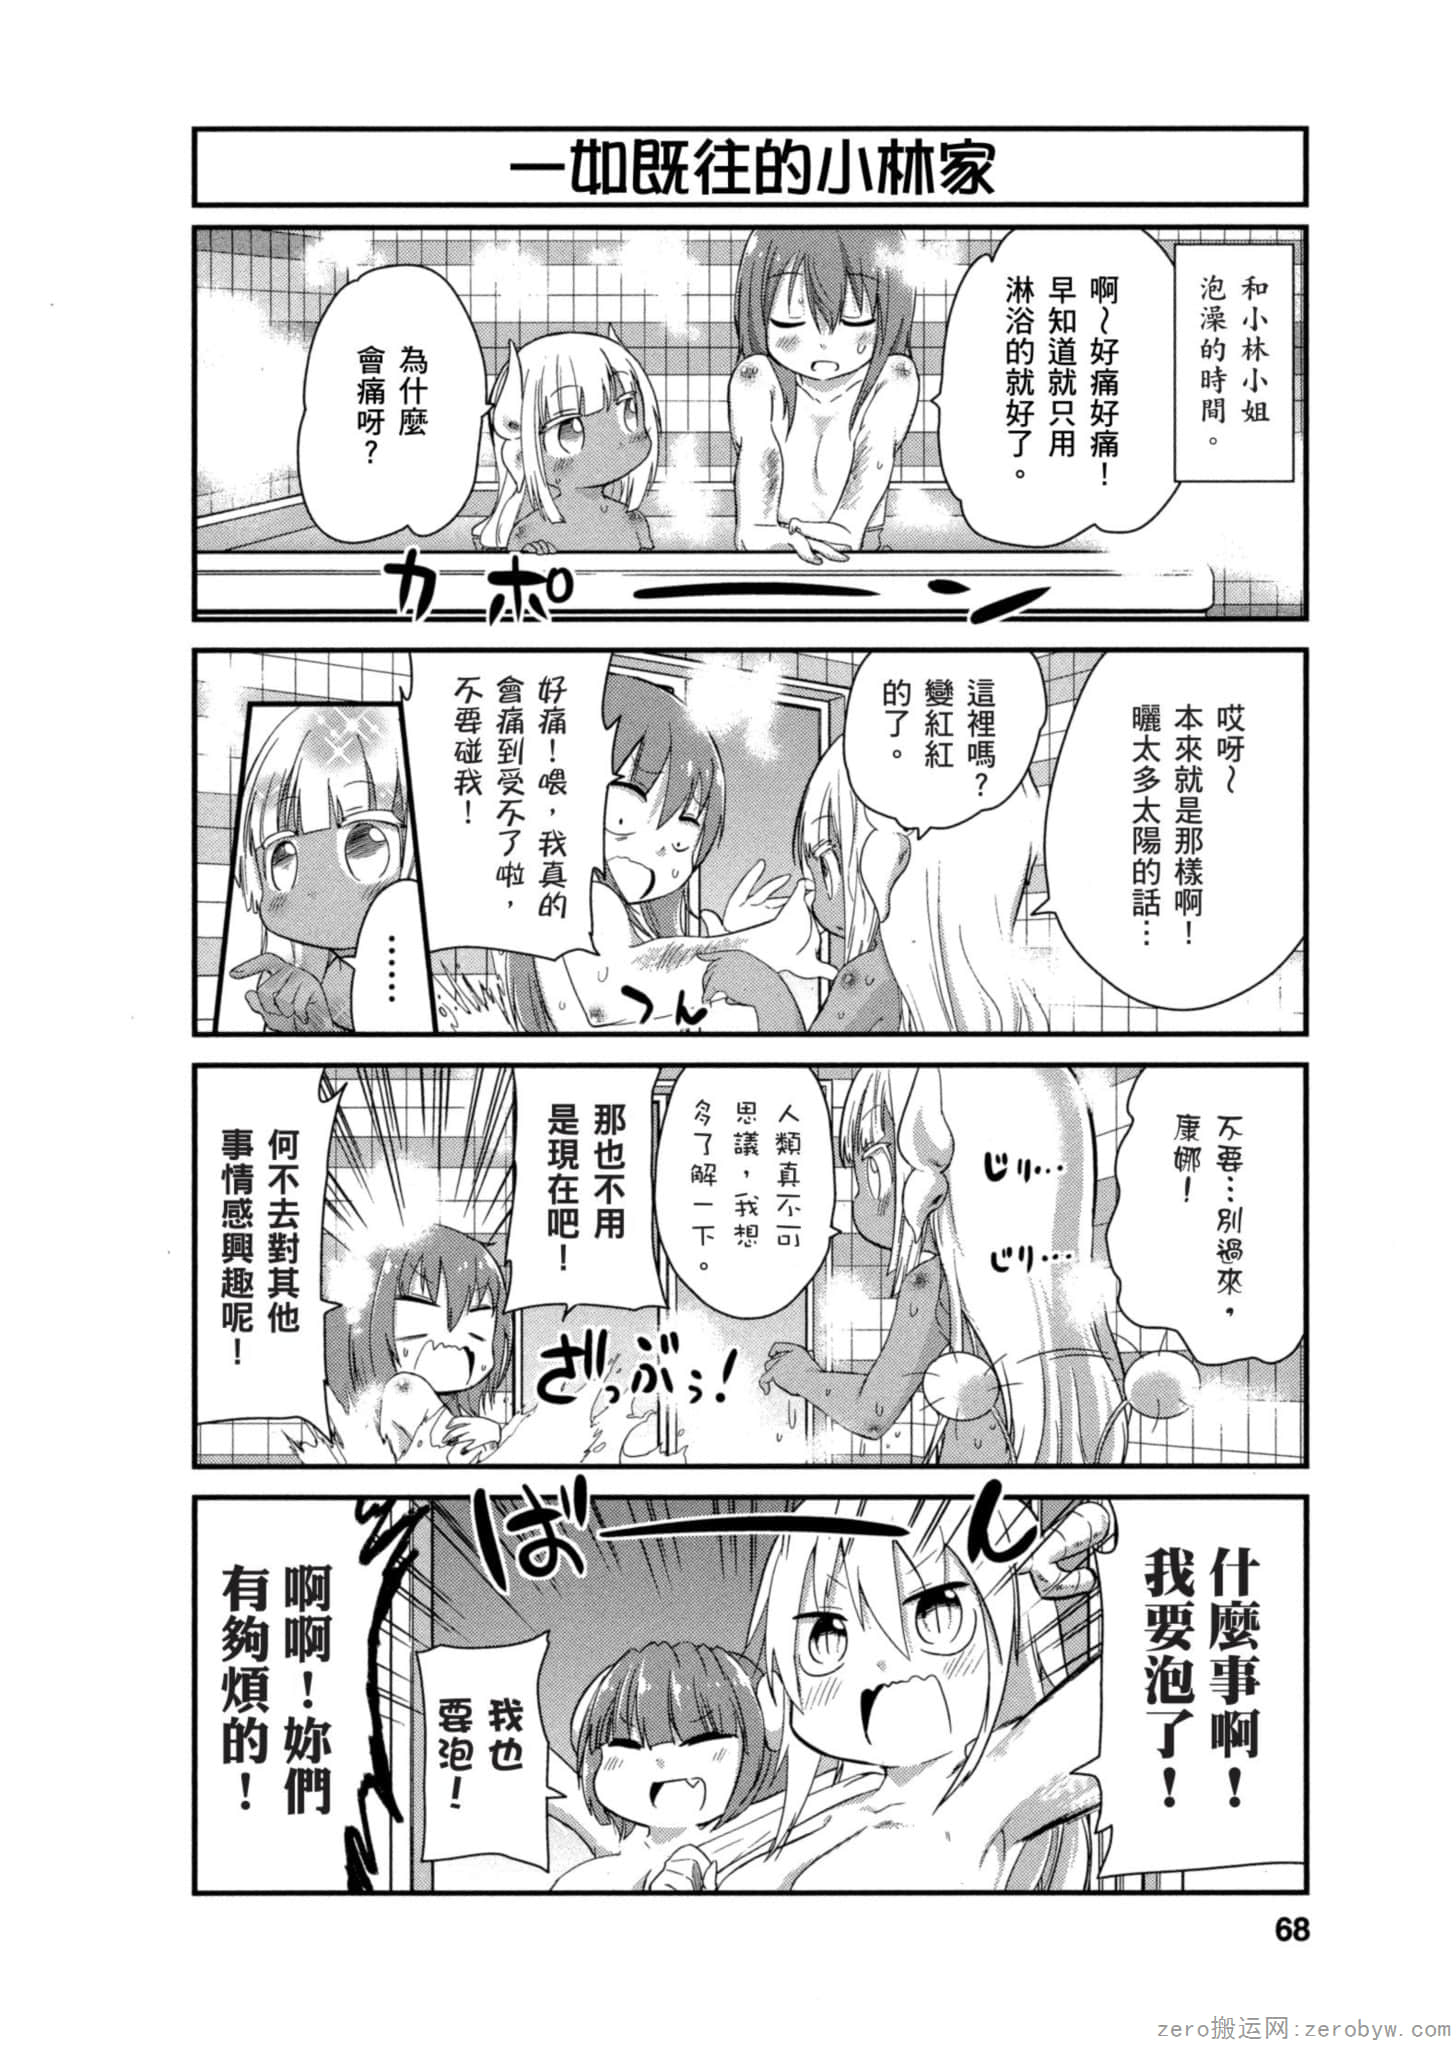 一如既往的小林家
和小林小姐
泡澡的時間。
啊～好痛好痛！
早知道就只用
淋浴的就好了。
為什麼
會痛呀？
カポーン
哎呀～
本來就是那樣啊！
曬太多太陽的話…
這裡嗎？
變紅紅
的了。
つん
好痛！喂，我真的
會痛到受不了啦，
不要碰我！
……
不要…別過來，
康娜！
じり…
じり…
人類真不可
思議，我想
多了解一下。
ざっぶぅ！
那也不用
是現在吧！
何不去對其他
事情感興趣呢！
ばーん
什麼事啊！
我要泡了！
我也
要泡！
啊啊！妳們
有夠煩的！
68
zero搬运网:zerobyw.com